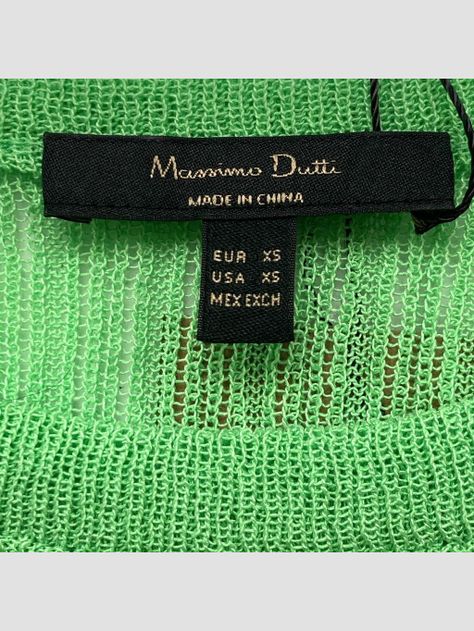 Massimo Dutti
MADE IN CHINA
EUR XS
USA XS
MEX EXCH